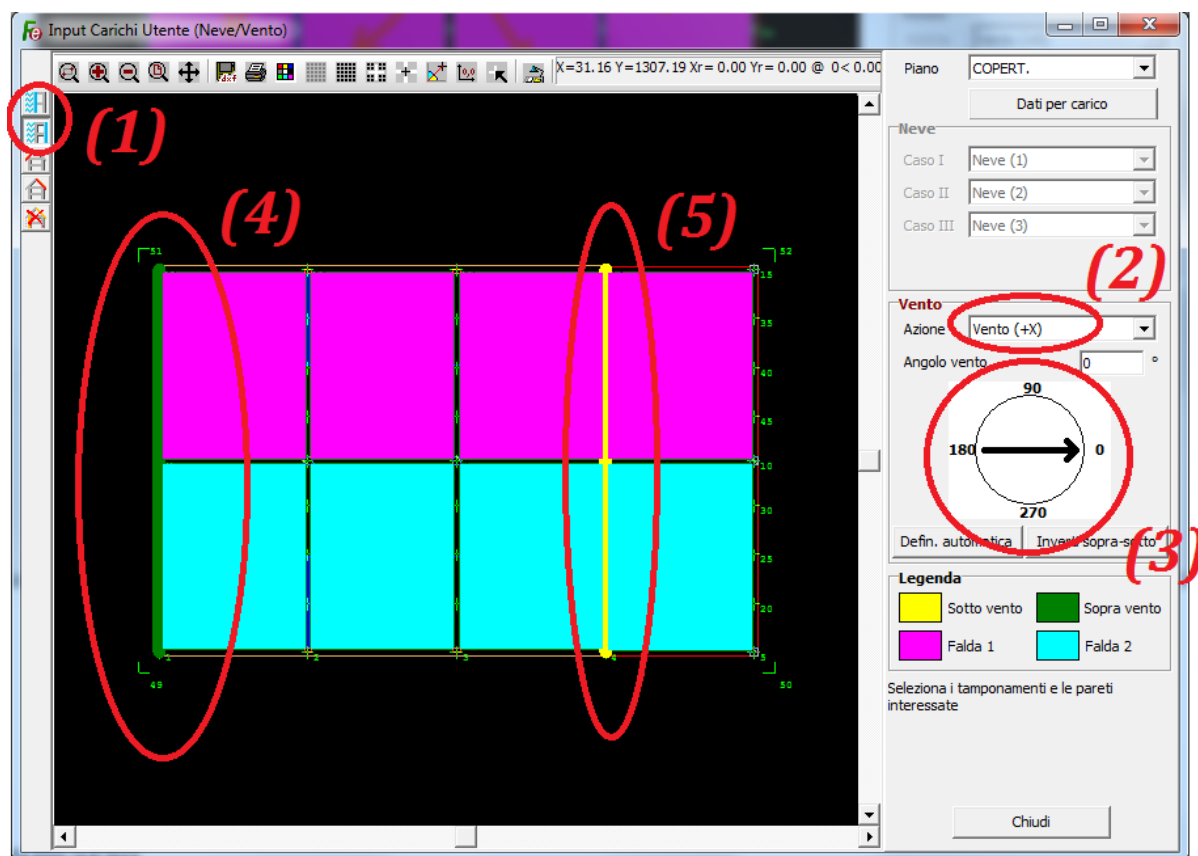 Fe Input Carichi Utente (Neve/Vento)
X=31.16 Y=1307.19 Xr= 0.00 Yr= 0.00 @ 0< 0.00
dxf
0,0
(1)
(4)
(5)
51
52
15
35
40
45
10
30
25
20
1
2
3
4
5
49
50
Piano COPERT.
Dati per carico
Neve
Caso I Neve (1)
Caso II Neve (2)
Caso III Neve (3)
(2)
Vento
Azione Vento (+X)
Angolo vento 0 °
90
180 0
270
Defin. automatica Inverti sopra-sotto
(3)
Legenda
Sotto vento Sopra vento
Falda 1 Falda 2
Seleziona i tamponamenti e le pareti
interessate
Chiudi